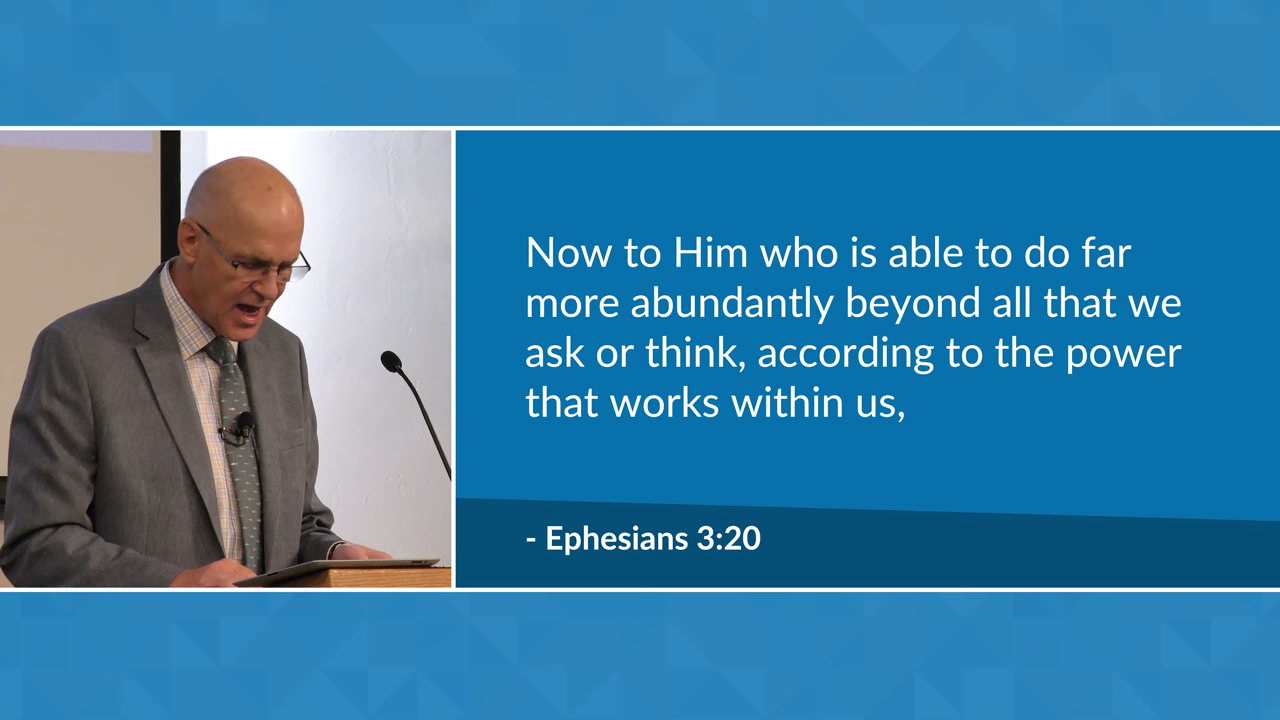 Now to Him who is able to do far
more abundantly beyond all that we
ask or think, according to the power
that works within us,
- Ephesians 3:20